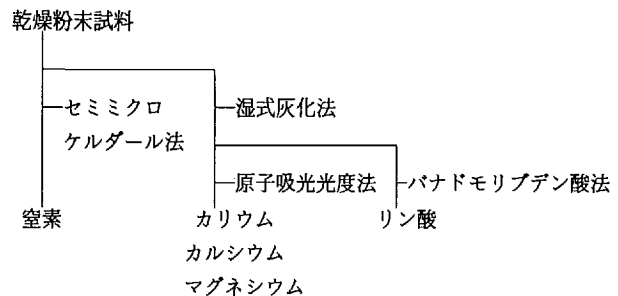 乾燥粉末試料
セミミクロ
ケルダール法
湿式灰化法
原子吸光光度法
バナドモリブデン酸法
窒素
カリウム
カルシウム
マグネシウム
リン酸